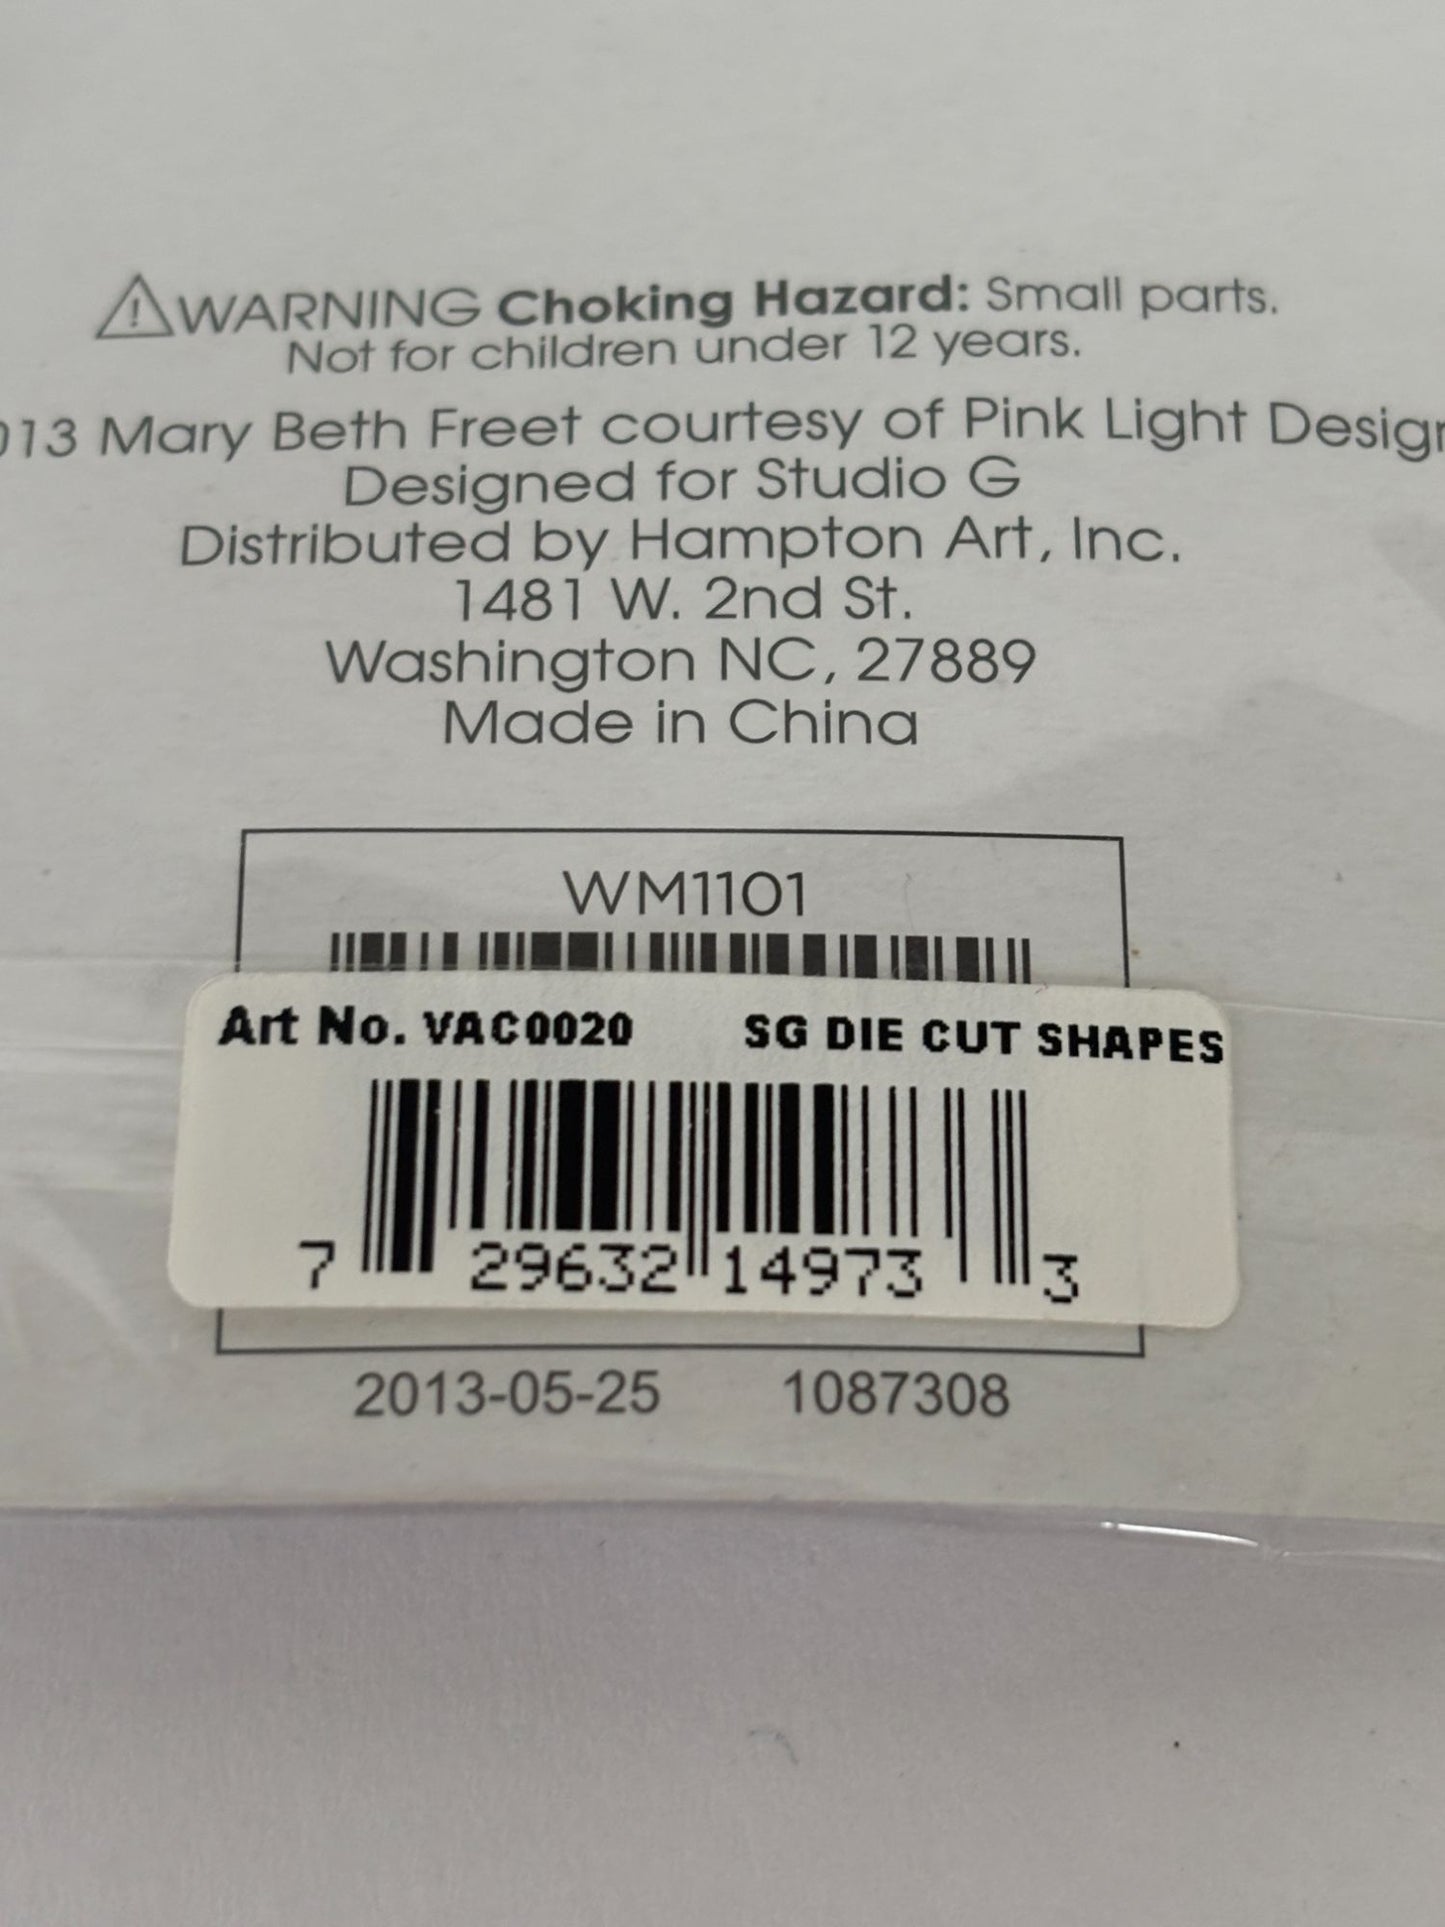 WARNING Choking Hazard: Small parts.
Not for children under 12 years.
013 Mary Beth Freet courtesy of Pink Light Design
Designed for Studio G
Distributed by Hampton Art, Inc.
1481 W. 2nd St.
Washington NC, 27889
Made in China
WM1101
Art No. VAC0020 SG DIE CUT SHAPES
7 29632 14973 3
2013-05-25 1087308